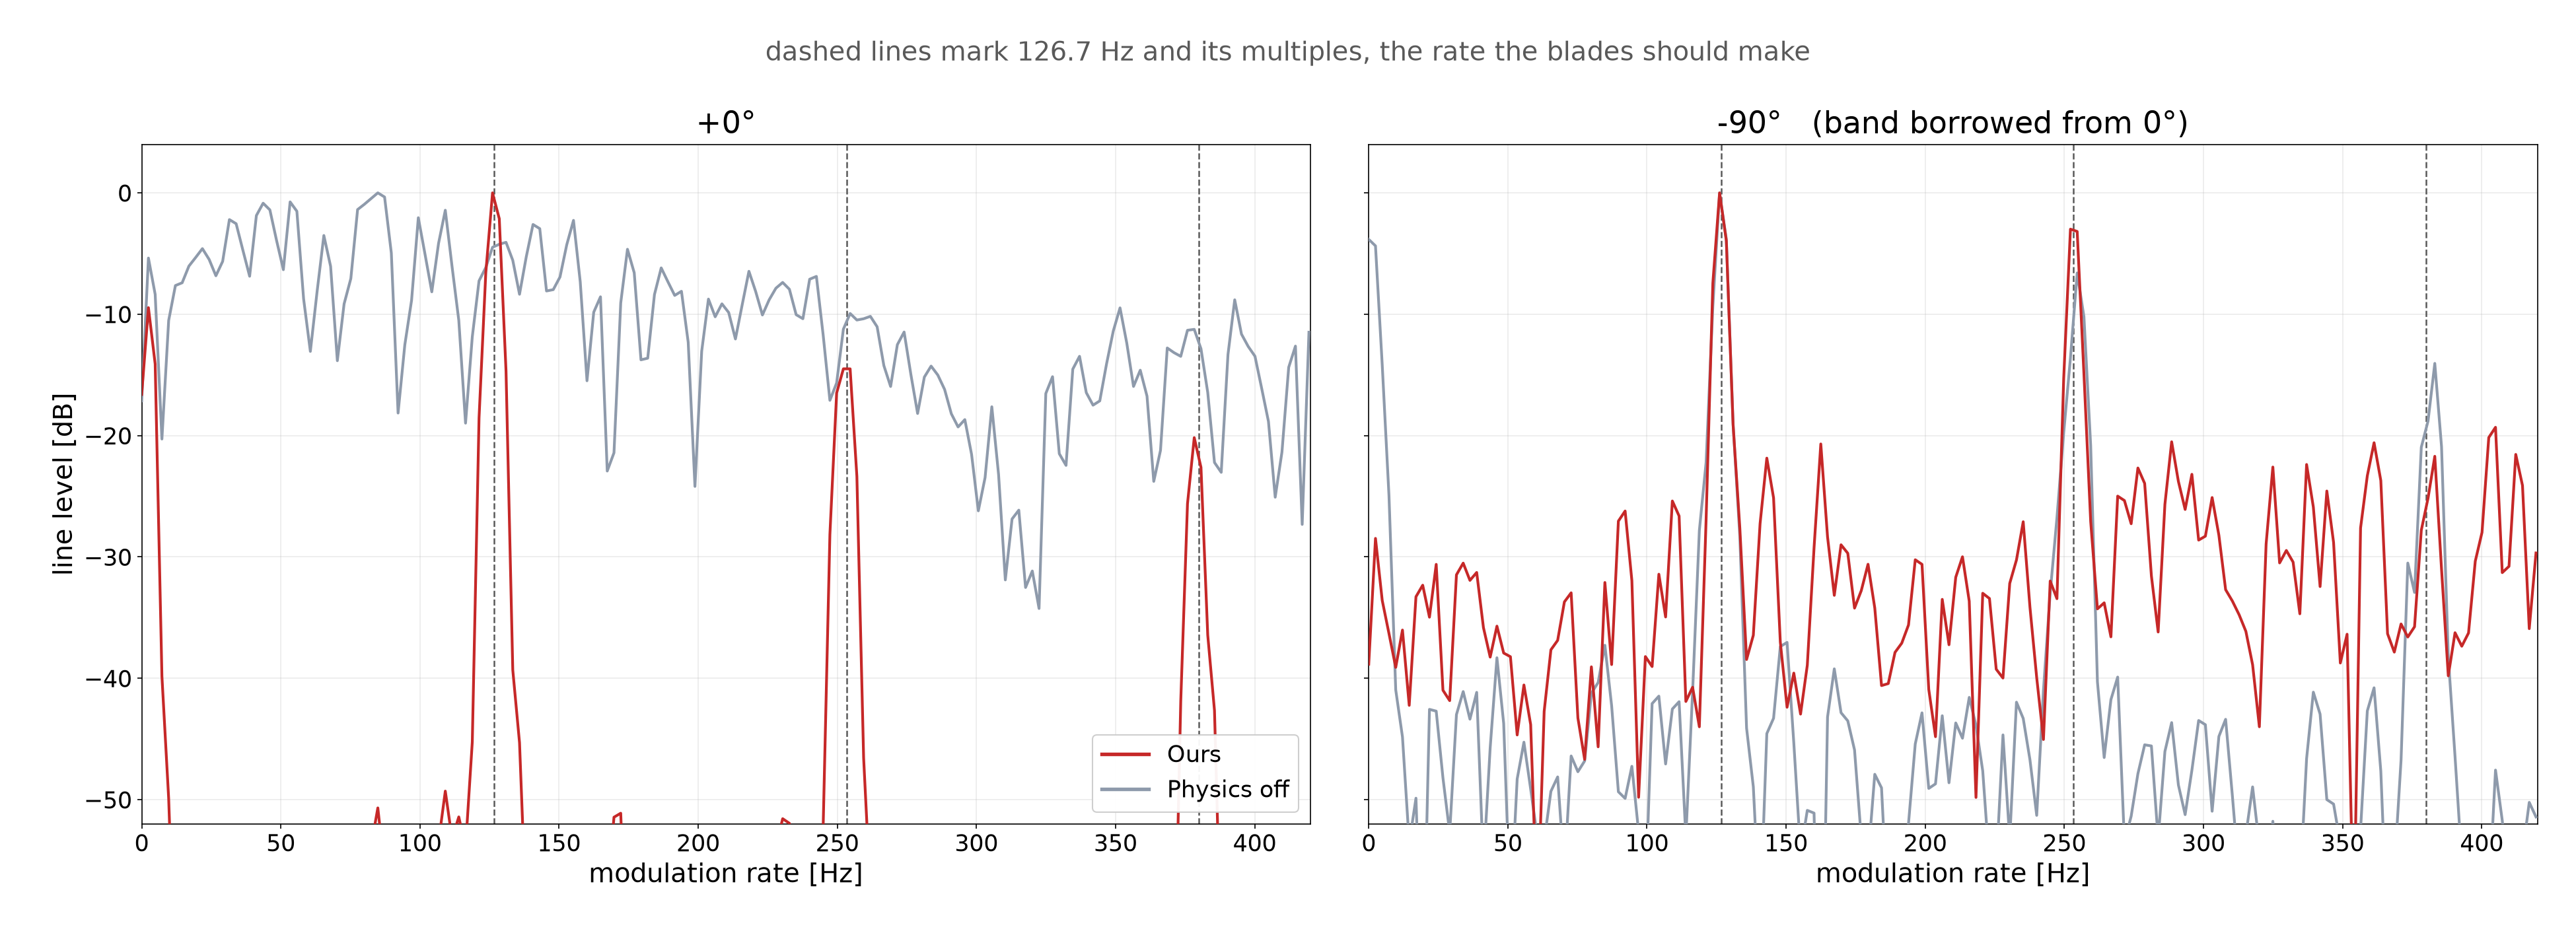 dashed lines mark 126.7 Hz and its multiples, the rate the blades should make
+0°
-90° (band borrowed from 0°)
line level [dB]
0
−10
−20
−30
−40
−50
Ours
Physics off
0 50 100 150 200 250 300 350 400
modulation rate [Hz]
0 50 100 150 200 250 300 350 400
modulation rate [Hz]